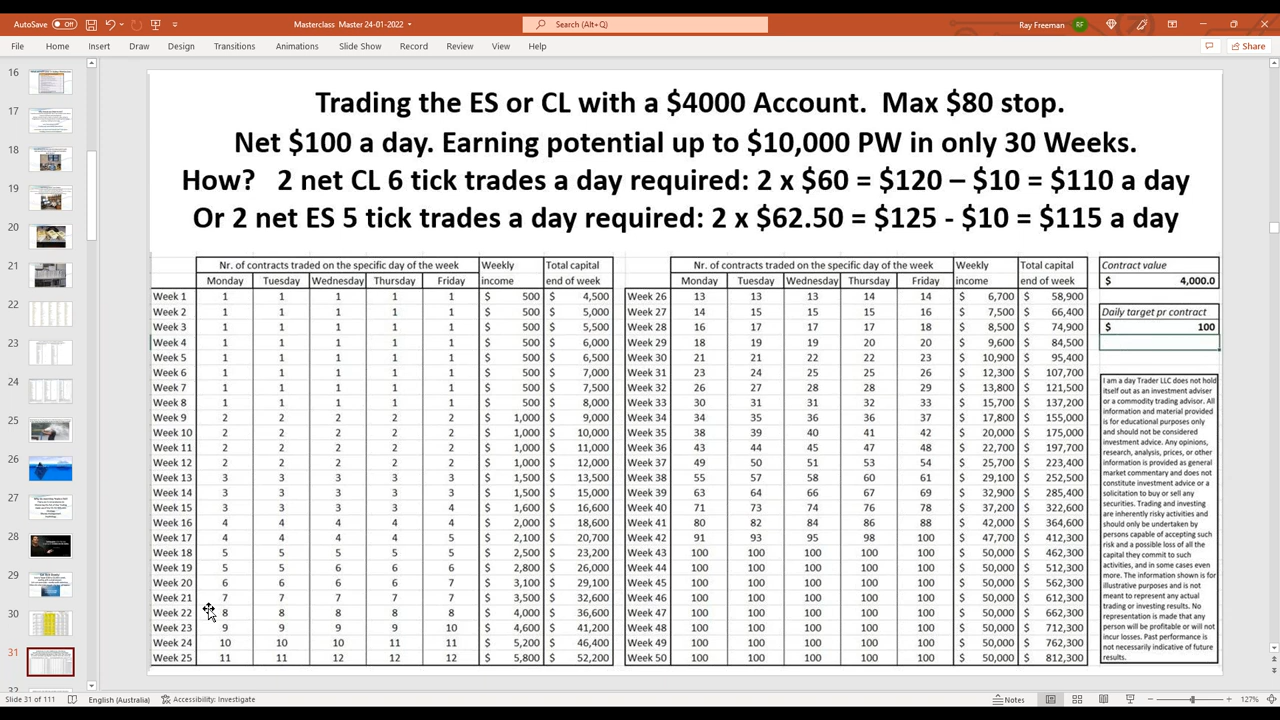 AutoSave Off
Masterclass Master 24-01-2022
Search (Alt+Q)
Ray Freeman RF
File Home Insert Draw Design Transitions Animations Slide Show Record Review View Help Share
16
17
18
19
20
21
22
23
24
25
26
27
28
29
30
31
Trading the ES or CL with a $4000 Account. Max $80 stop.
Net $100 a day. Earning potential up to $10,000 PW in only 30 Weeks.
How? 2 net CL 6 tick trades a day required: 2 x $60 = $120 – $10 = $110 a day
Or 2 net ES 5 tick trades a day required: 2 x $62.50 = $125 - $10 = $115 a day
Nr. of contracts traded on the specific day of the week Weekly Total capital
Monday Tuesday Wednesday Thursday Friday income end of week
Week 1 1 1 1 1 1 $ 500 $ 4,500
Week 2 1 1 1 1 1 $ 500 $ 5,000
Week 3 1 1 1 1 1 $ 500 $ 5,500
Week 4 1 1 1 1 1 $ 500 $ 6,000
Week 5 1 1 1 1 1 $ 500 $ 6,500
Week 6 1 1 1 1 1 $ 500 $ 7,000
Week 7 1 1 1 1 1 $ 500 $ 7,500
Week 8 1 1 1 1 1 $ 500 $ 8,000
Week 9 2 2 2 2 2 $ 1,000 $ 9,000
Week 10 2 2 2 2 2 $ 1,000 $ 10,000
Week 11 2 2 2 2 2 $ 1,000 $ 11,000
Week 12 2 2 2 2 2 $ 1,000 $ 12,000
Week 13 3 3 3 3 3 $ 1,500 $ 13,500
Week 14 3 3 3 3 3 $ 1,500 $ 15,000
Week 15 3 3 3 3 4 $ 1,600 $ 16,600
Week 16 4 4 4 4 4 $ 2,000 $ 18,600
Week 17 4 4 4 4 5 $ 2,100 $ 20,700
Week 18 5 5 5 5 5 $ 2,500 $ 23,200
Week 19 5 5 6 6 6 $ 2,800 $ 26,000
Week 20 6 6 6 6 7 $ 3,100 $ 29,100
Week 21 7 7 7 7 7 $ 3,500 $ 32,600
Week 22 8 8 8 8 8 $ 4,000 $ 36,600
Week 23 9 9 9 9 10 $ 4,600 $ 41,200
Week 24 10 10 10 11 11 $ 5,200 $ 46,400
Week 25 11 11 12 12 12 $ 5,800 $ 52,200
Nr. of contracts traded on the specific day of the week Weekly Total capital
Monday Tuesday Wednesday Thursday Friday income end of week
Week 26 13 13 13 14 14 $ 6,700 $ 58,900
Week 27 14 15 15 15 16 $ 7,500 $ 66,400
Week 28 16 17 17 17 18 $ 8,500 $ 74,900
Week 29 18 19 19 20 20 $ 9,600 $ 84,500
Week 30 21 21 22 22 23 $ 10,900 $ 95,400
Week 31 23 24 25 25 26 $ 12,300 $ 107,700
Week 32 26 27 28 28 29 $ 13,800 $ 121,500
Week 33 30 31 31 32 33 $ 15,700 $ 137,200
Week 34 34 35 36 36 37 $ 17,800 $ 155,000
Week 35 38 39 40 41 42 $ 20,000 $ 175,000
Week 36 43 44 45 47 48 $ 22,700 $ 197,700
Week 37 49 50 51 53 54 $ 25,700 $ 223,400
Week 38 55 57 58 60 61 $ 29,100 $ 252,500
Week 39 63 64 66 67 69 $ 32,900 $ 285,400
Week 40 71 73 74 76 78 $ 37,200 $ 322,600
Week 41 80 82 84 86 88 $ 42,000 $ 364,600
Week 42 91 93 95 98 100 $ 47,700 $ 412,300
Week 43 100 100 100 100 100 $ 50,000 $ 462,300
Week 44 100 100 100 100 100 $ 50,000 $ 512,300
Week 45 100 100 100 100 100 $ 50,000 $ 562,300
Week 46 100 100 100 100 100 $ 50,000 $ 612,300
Week 47 100 100 100 100 100 $ 50,000 $ 662,300
Week 48 100 100 100 100 100 $ 50,000 $ 712,300
Week 49 100 100 100 100 100 $ 50,000 $ 762,300
Week 50 100 100 100 100 100 $ 50,000 $ 812,300
Contract value
$ 4,000.0
Daily target pr contract
$ 100
I am a day Trader LLC does not hold
itself out as an investment adviser
or a commodity trading advisor. All
information and material provided
is for educational purposes only
and should not be considered
investment advice. Any opinions,
research, analysis, prices, or other
information is provided as general
market commentary and does not
constitute investment advice or a
solicitation to buy or sell any
securities. Trading and investing
are inherently risky activities and
should only be undertaken by
persons capable of accepting such
risk and a possible loss of all the
capital they commit to such
activities, and in some cases even
more. The information shown is for
illustrative purposes and is not
meant to represent any actual
trading or investing results. No
representation is made that any
person will be profitable or will not
incur losses. Past performance is
not necessarily indicative of future
results.
Slide 31 of 111 English (Australia) Accessibility: Investigate Notes 127%